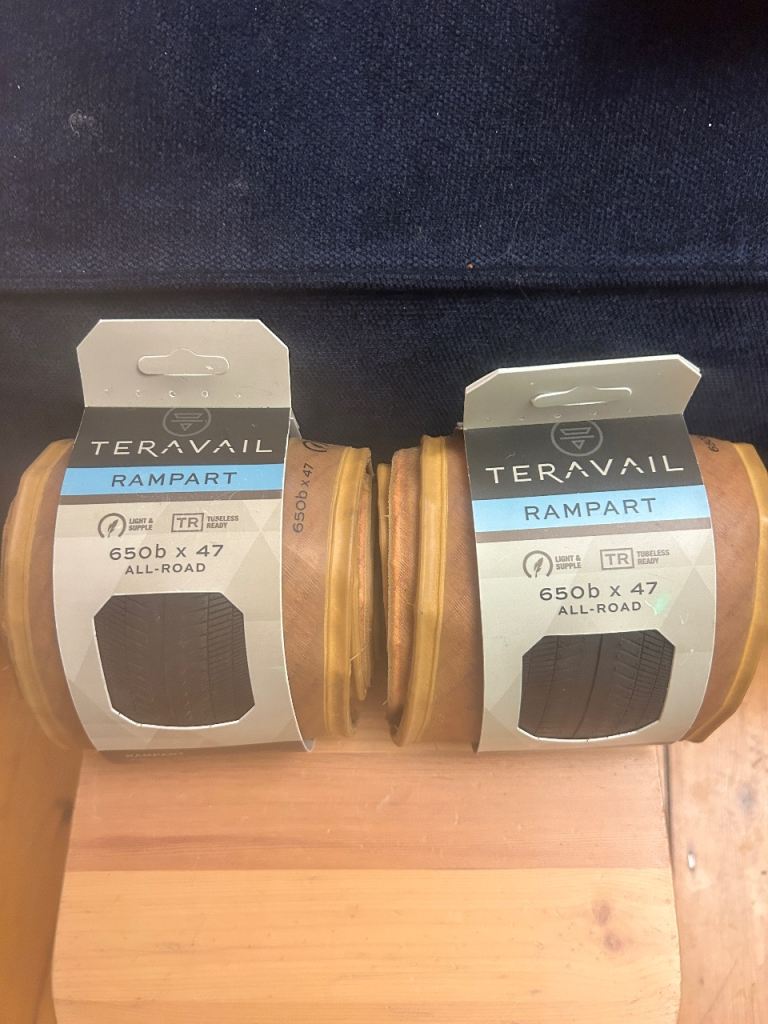 TERAVAIL
RAMPART
LIGHT &
SUPPLE
TR
TUBELESS
READY
650b x 47
ALL-ROAD
650b x 47
TERAVAIL
RAMPART
LIGHT &
SUPPLE
TR
TUBELESS
READY
650b x 47
ALL-ROAD